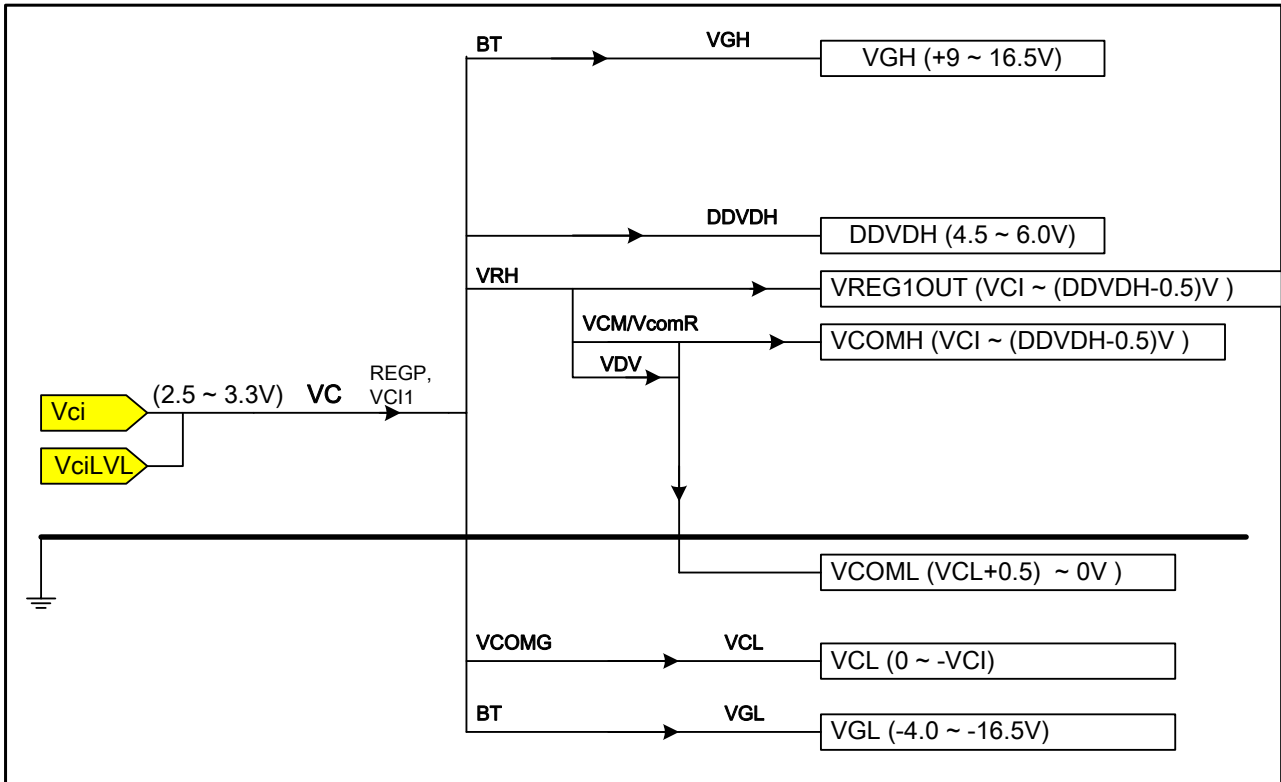 BT VGH VGH (+9 ~ 16.5V)
DDVDH DDVDH (4.5 ~ 6.0V)
VRH VREG1OUT (VCI ~ (DDVDH-0.5)V )
VCM/VcomR VCOMH (VCI ~ (DDVDH-0.5)V )
VDV
Vci (2.5 ~ 3.3V) VC REGP,
VCI1
VciLVL
VCOML (VCL+0.5) ~ 0V )
VCOMG VCL VCL (0 ~ -VCI)
BT VGL VGL (-4.0 ~ -16.5V)